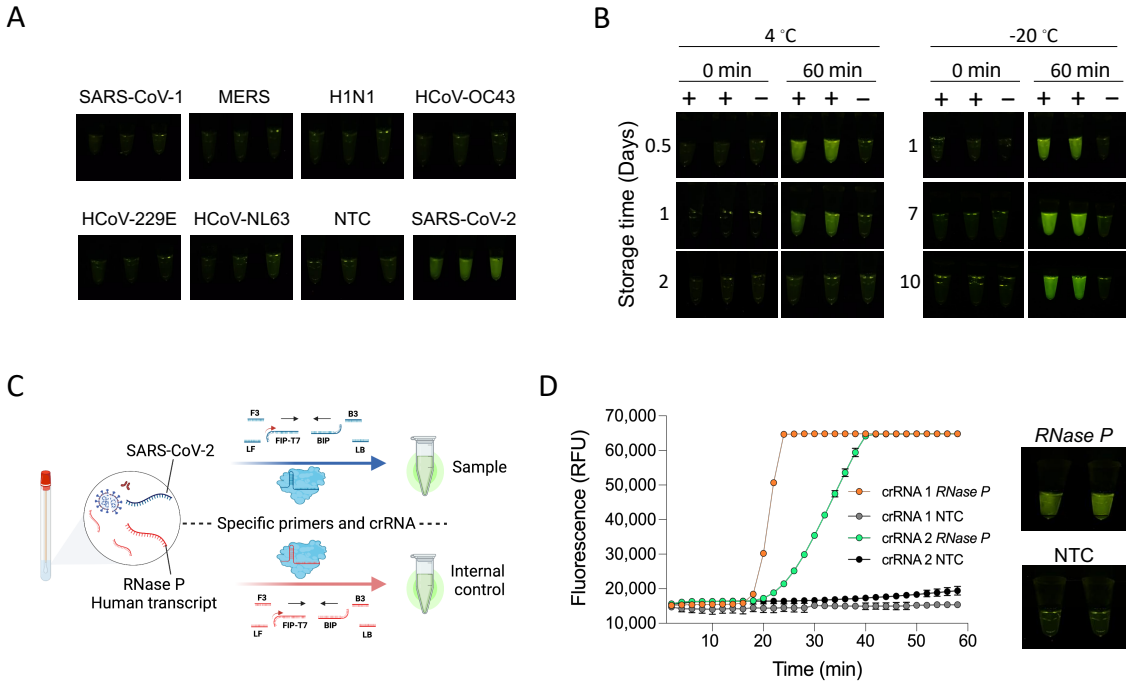 A
SARS-CoV-1 MERS H1N1 HCoV-OC43
HCoV-229E HCoV-NL63 NTC SARS-CoV-2
B
4 °C -20 °C
0 min 60 min 0 min 60 min
+ + − + + − + + − + + −
Storage time (Days)
0.5 1
1 7
2 10
C
SARS-CoV-2
RNase P
Human transcript
F3 B3
LF FIP-T7 BIP LB
Sample
Specific primers and crRNA
Internal
control
F3 B3
LF FIP-T7 BIP LB
D
Fluorescence (RFU)
70,000
60,000
50,000
40,000
30,000
20,000
10,000
10 20 30 40 50 60
Time (min)
crRNA 1 RNase P
crRNA 1 NTC
crRNA 2 RNase P
crRNA 2 NTC
RNase P
NTC